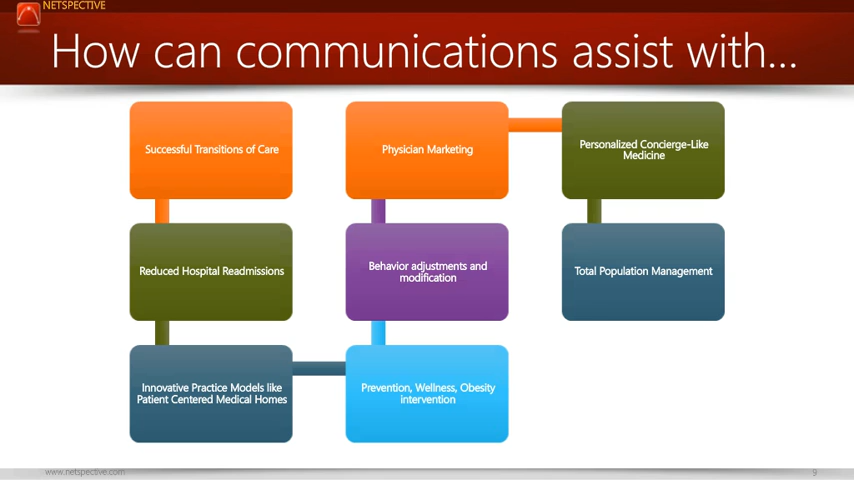 NETSPECTIVE
How can communications assist with...
Successful Transitions of Care
Reduced Hospital Readmissions
Innovative Practice Models like
Patient Centered Medical Homes
Prevention, Wellness, Obesity
intervention
Behavior adjustments and
modification
Physician Marketing
Personalized Concierge-Like
Medicine
Total Population Management
www.netspective.com
9